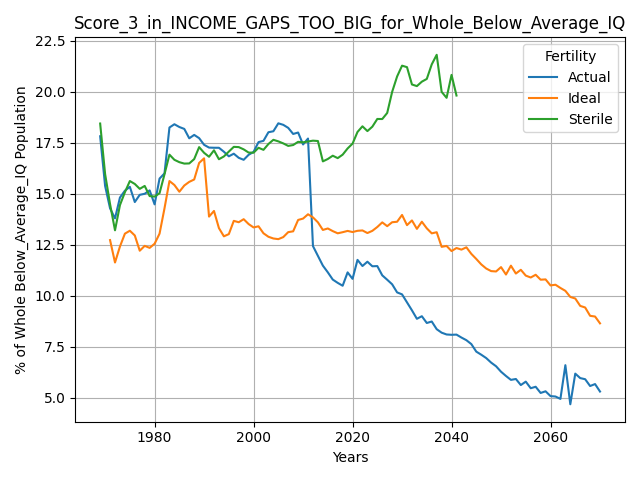 Score_3_in_INCOME_GAPS_TOO_BIG_for_Whole_Below_Average_IQ
Fertility
Actual
Ideal
Sterile
% of Whole Below_Average_IQ Population
22.5
20.0
17.5
15.0
12.5
10.0
7.5
5.0
1980
2000
2020
2040
2060
Years